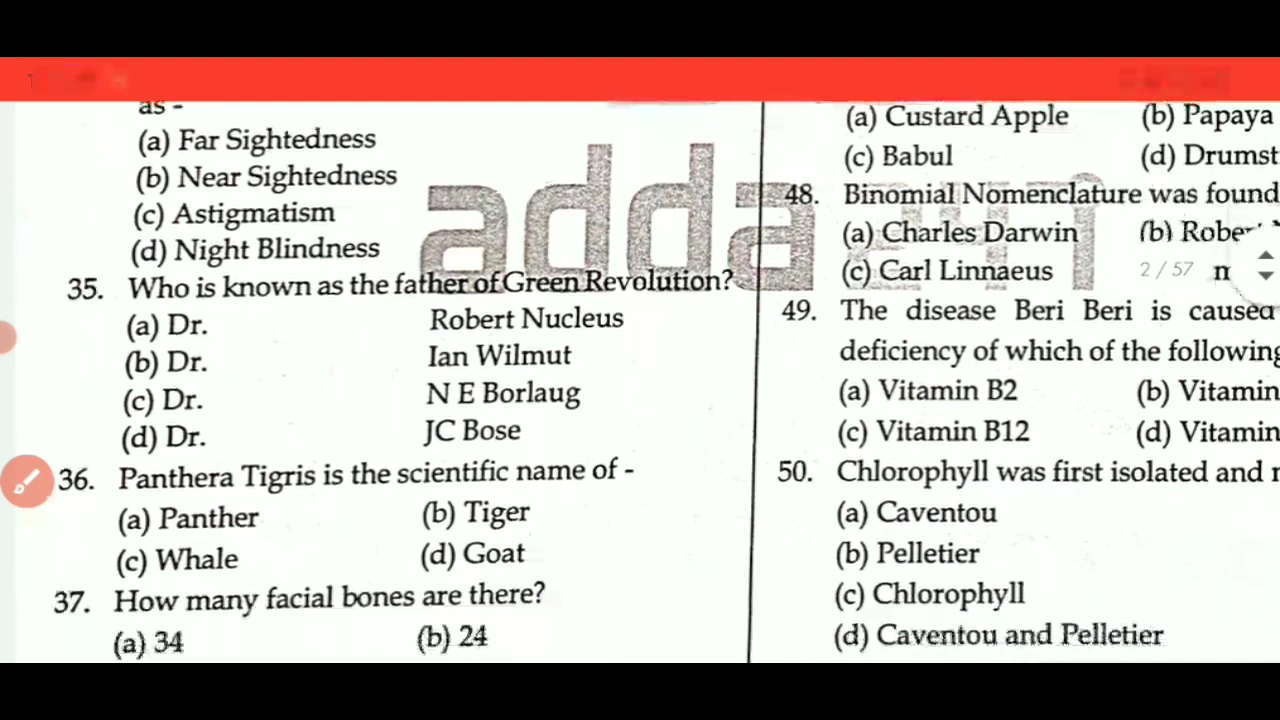 as -
(a) Far Sightedness
(b) Near Sightedness
(c) Astigmatism
(d) Night Blindness
35. Who is known as the father of Green Revolution?
(a) Dr. Robert Nucleus
(b) Dr. Ian Wilmut
(c) Dr. N E Borlaug
(d) Dr. JC Bose
36. Panthera Tigris is the scientific name of -
(a) Panther (b) Tiger
(c) Whale (d) Goat
37. How many facial bones are there?
(a) 34 (b) 24
adda 247
(a) Custard Apple (b) Papaya
(c) Babul (d) Drumst
48. Binomial Nomenclature was found
(a) Charles Darwin (b) Rober
(c) Carl Linnaeus
2 / 57
49. The disease Beri Beri is caused
deficiency of which of the following
(a) Vitamin B2 (b) Vitamin
(c) Vitamin B12 (d) Vitamin
50. Chlorophyll was first isolated and
(a) Caventou
(b) Pelletier
(c) Chlorophyll
(d) Caventou and Pelletier